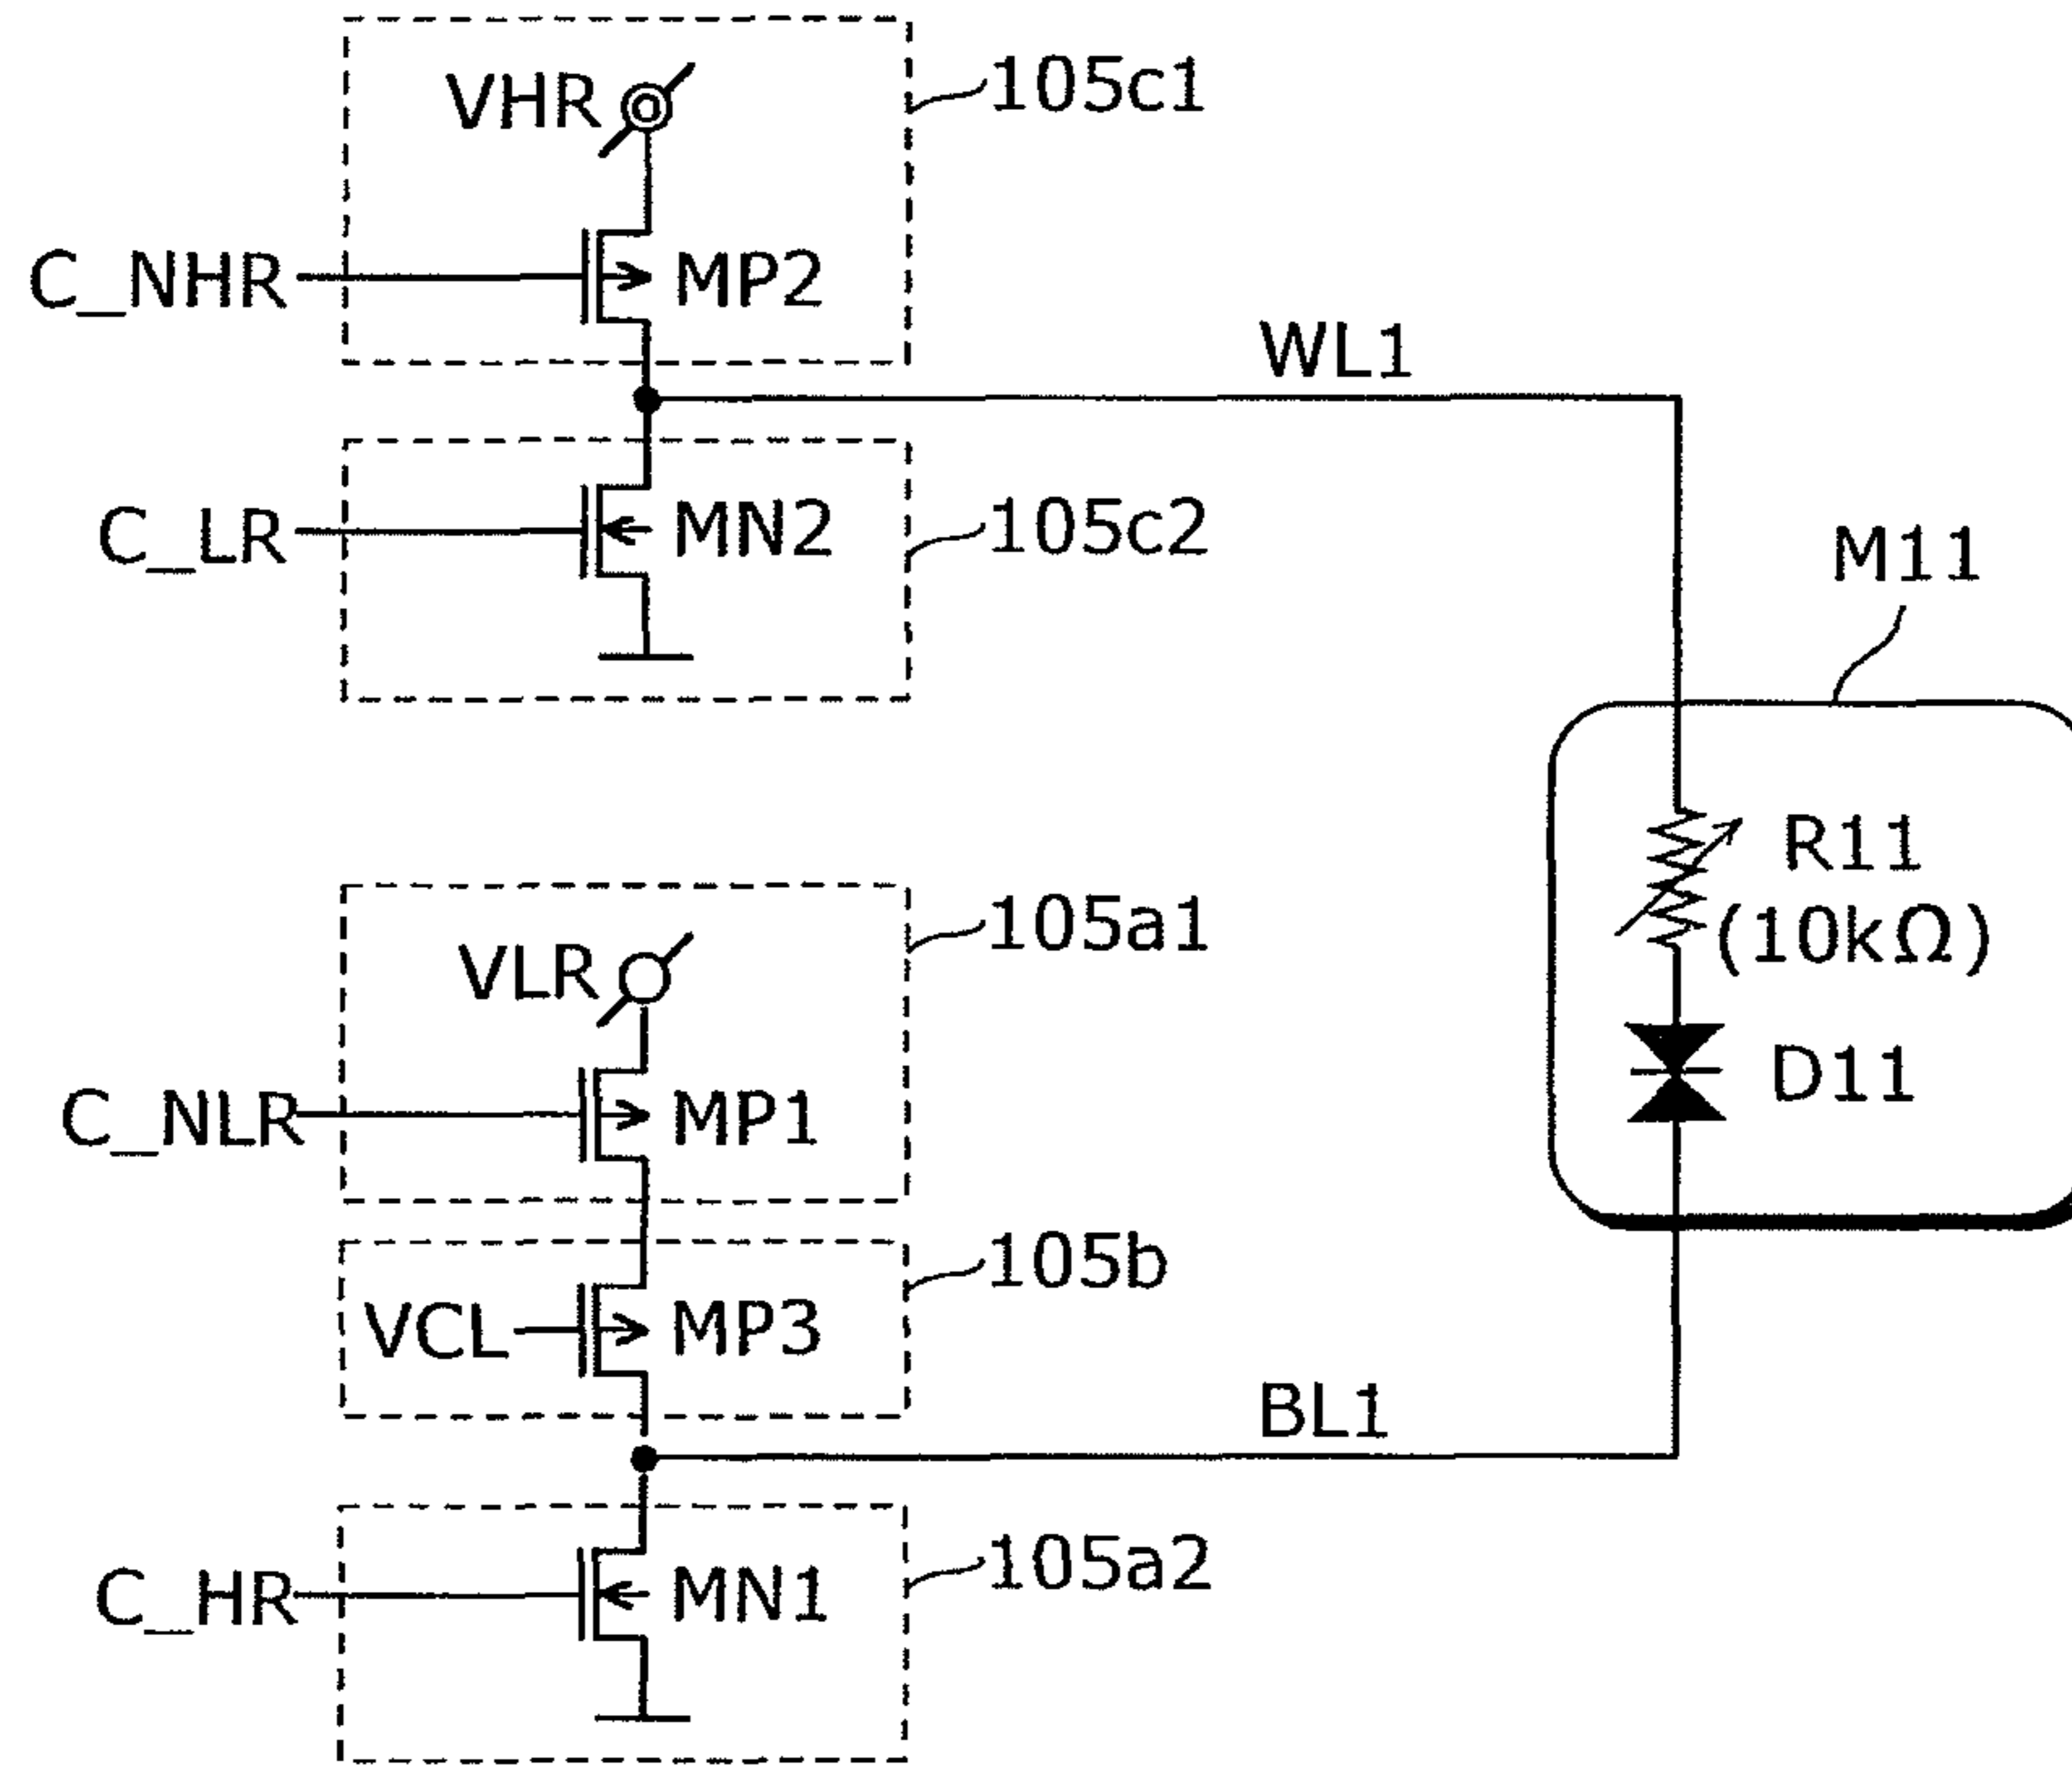 VHR
105c1
C_NHR
MP2
WL1
C_LR
MN2
105c2
M11
VLR
105a1
R11
(10kΩ)
C_NLR
MP1
D11
105b
VCL
MP3
BL1
C_HR
MN1
105a2